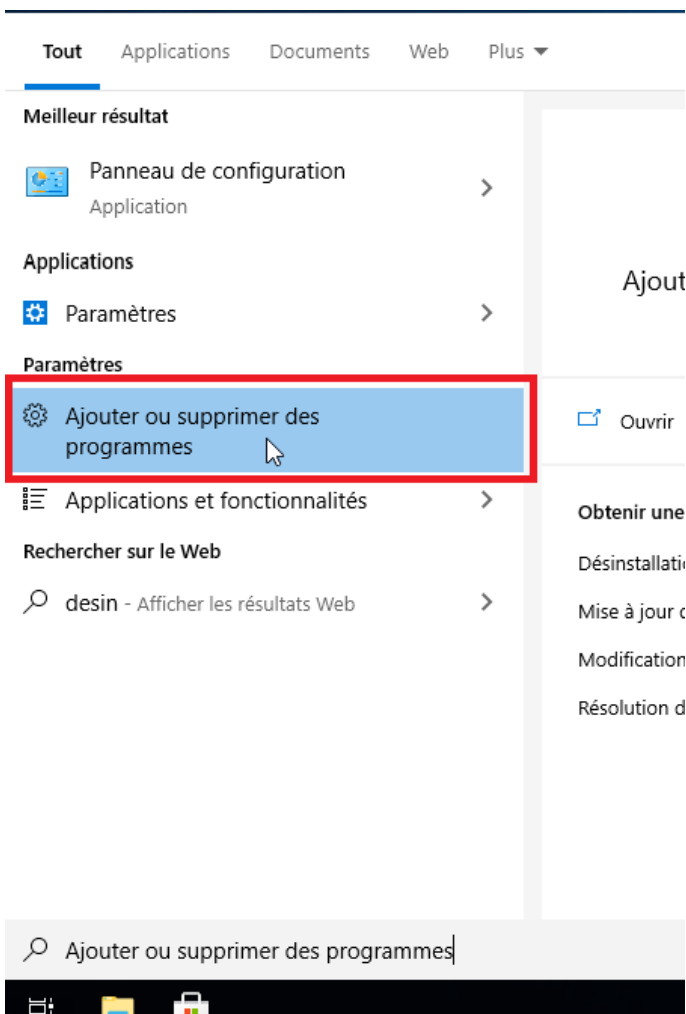 Tout Applications Documents Web Plus
Meilleur résultat
Panneau de configuration
Application
Applications
Paramètres
Paramètres
Ajouter ou supprimer des
programmes
Applications et fonctionnalités
Rechercher sur le Web
desin - Afficher les résultats Web
Ajout
Ouvrir
Obtenir une
Désinstallati
Mise à jour d
Modification
Résolution d
Ajouter ou supprimer des programmes